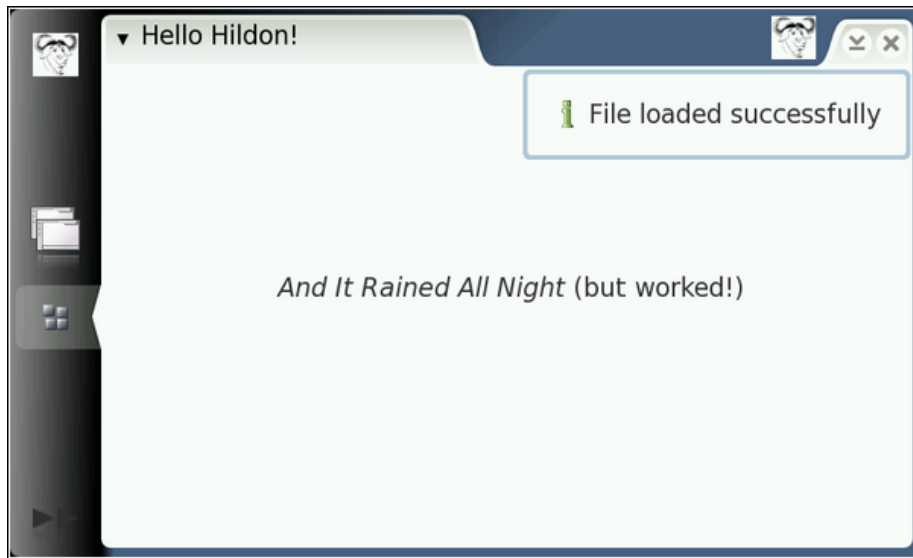 Hello Hildon!
File loaded successfully
And It Rained All Night (but worked!)